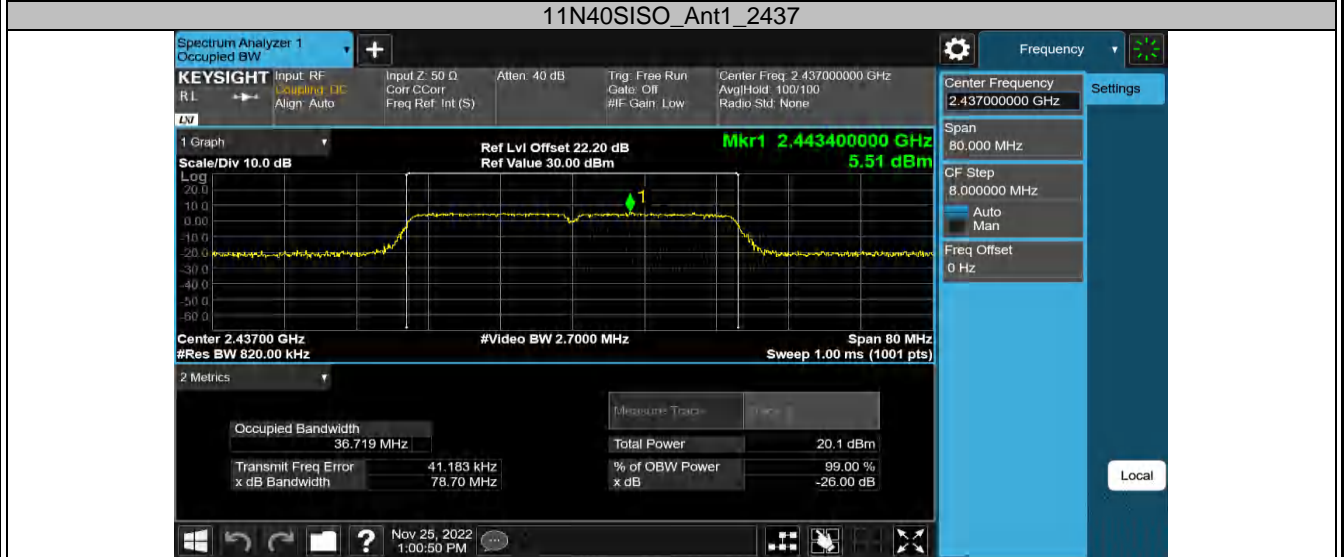 11N40SISO_Ant1_2437
Spectrum Analyzer 1
Occupied BW
+
Frequency
KEYSIGHT
RL
LXI
Input: RF
Coupling: DC
Align: Auto
Input Z: 50 Ω
Corr CCorr
Freq Ref: Int (S)
Atten: 40 dB
Trig: Free Run
Gate: Off
#IF Gain: Low
Center Freq: 2.437000000 GHz
Avg|Hold: 100/100
Radio Std: None
Center Frequency
2.437000000 GHz
Settings
Span
80.000 MHz
CF Step
8.000000 MHz
Auto
Man
Freq Offset
0 Hz
Local
1 Graph
Scale/Div 10.0 dB
Ref Lvl Offset 22.20 dB
Ref Value 30.00 dBm
Mkr1 2.443400000 GHz
5.51 dBm
Log
20.0
10.0
0.00
-10.0
-20.0
-30.0
-40.0
-50.0
-60.0
1
Center 2.43700 GHz
#Res BW 820.00 kHz
#Video BW 2.7000 MHz
Span 80 MHz
Sweep 1.00 ms (1001 pts)
2 Metrics
Measure Trace
Occupied Bandwidth
36.719 MHz
Total Power 20.1 dBm
Transmit Freq Error 41.183 kHz
% of OBW Power 99.00 %
x dB Bandwidth 78.70 MHz
x dB -26.00 dB
?
Nov 25, 2022
1:00:50 PM